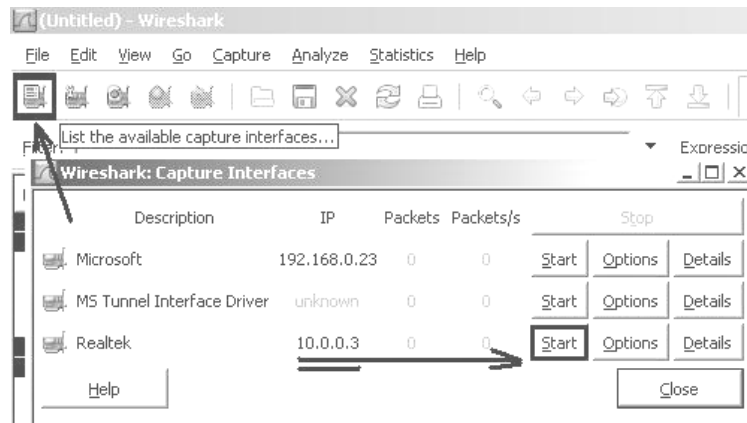 (Untitled) - Wireshark
File Edit View Go Capture Analyze Statistics Help
List the available capture interfaces...
Expressio
Wireshark: Capture Interfaces
Description IP Packets Packets/s Stop
Microsoft 192.168.0.23 0 0 Start Options Details
MS Tunnel Interface Driver unknown 0 0 Start Options Details
Realtek 10.0.0.3 0 0 Start Options Details
Help Close